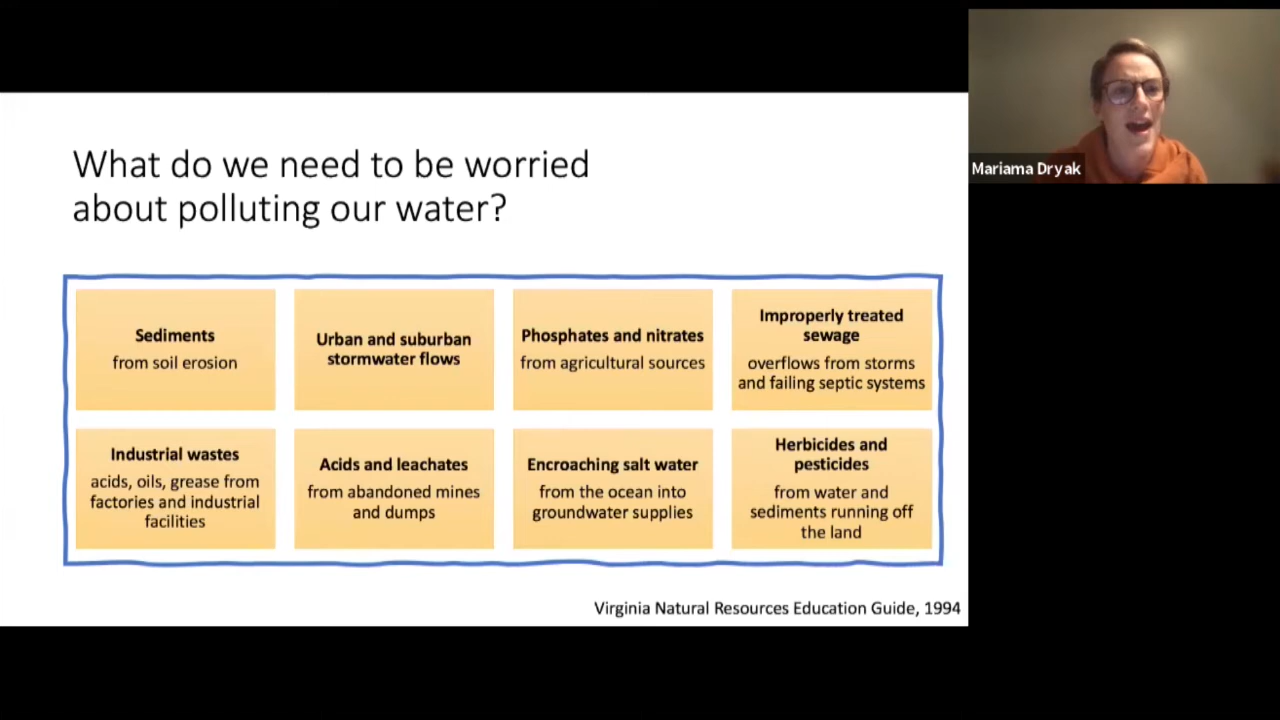 What do we need to be worried
about polluting our water?
Mariama Dryak
Sediments
from soil erosion
Urban and suburban
stormwater flows
Phosphates and nitrates
from agricultural sources
Improperly treated
sewage
overflows from storms
and failing septic systems
Industrial wastes
acids, oils, grease from
factories and industrial
facilities
Acids and leachates
from abandoned mines
and dumps
Encroaching salt water
from the ocean into
groundwater supplies
Herbicides and
pesticides
from water and
sediments running off
the land
Virginia Natural Resources Education Guide, 1994